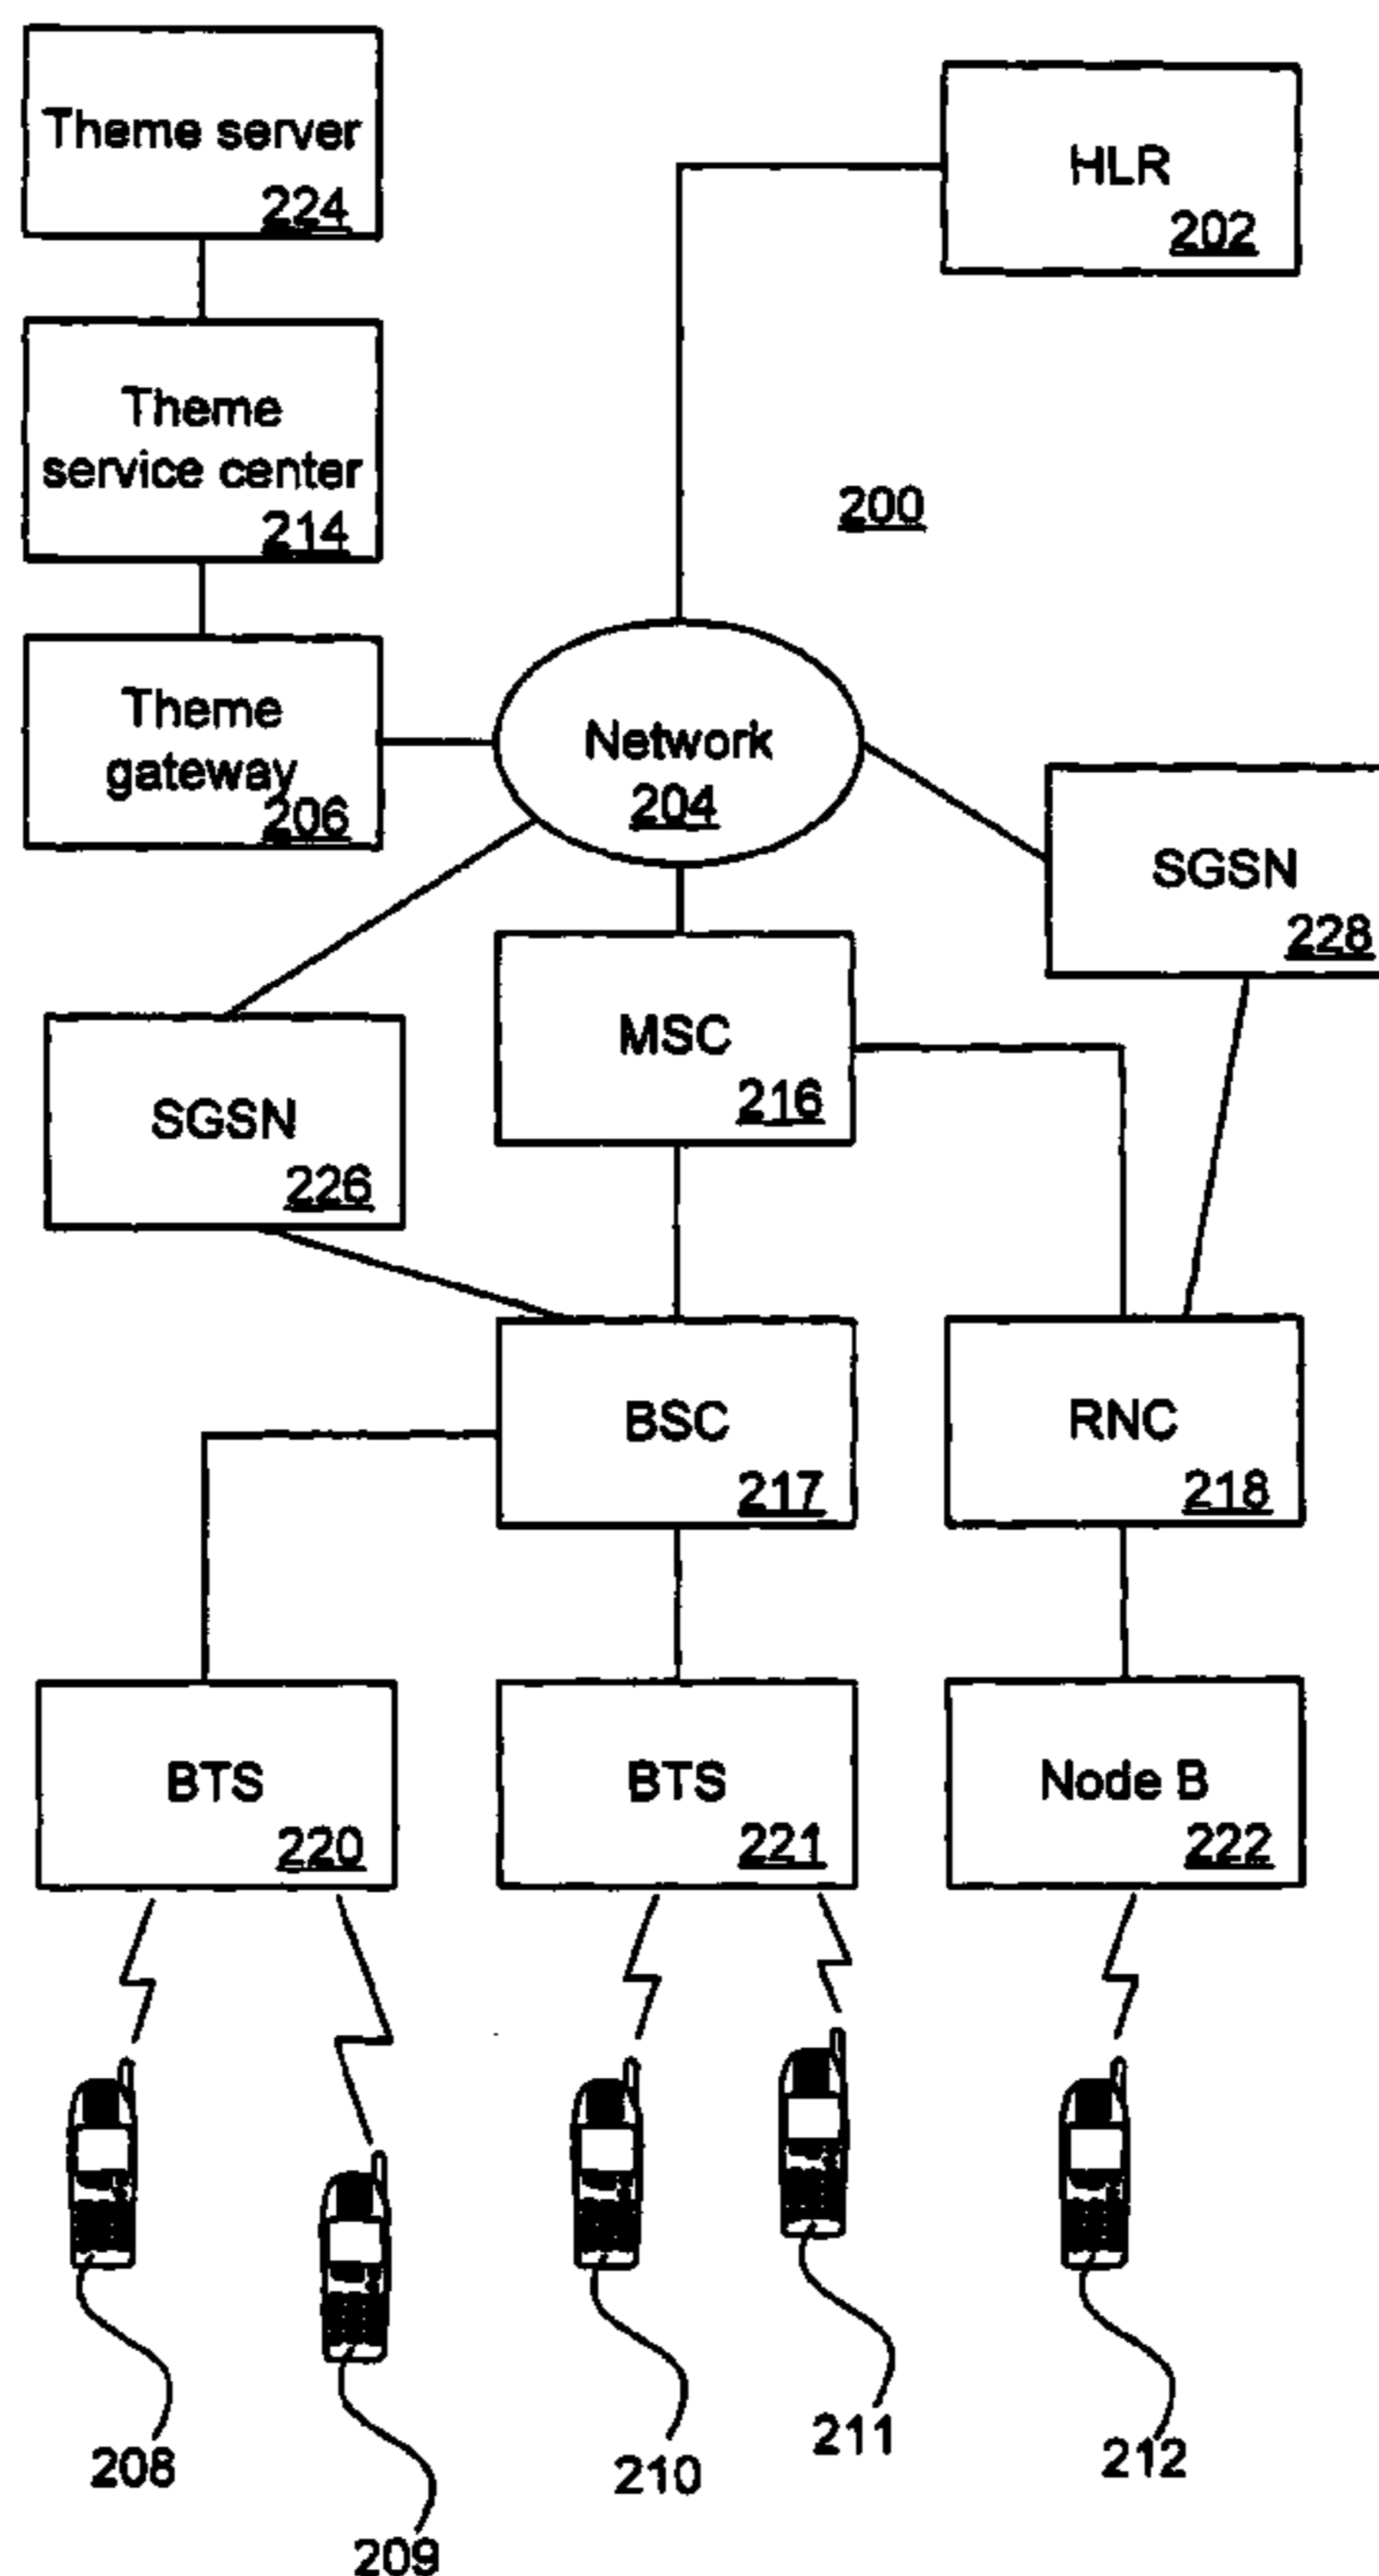 Theme server
224
HLR
202
Theme
service center
214
200
Theme
gateway
206
Network
204
SGSN
228
MSC
216
SGSN
226
BSC
217
RNC
218
BTS
220
BTS
221
Node B
222
208
209
210
211
212